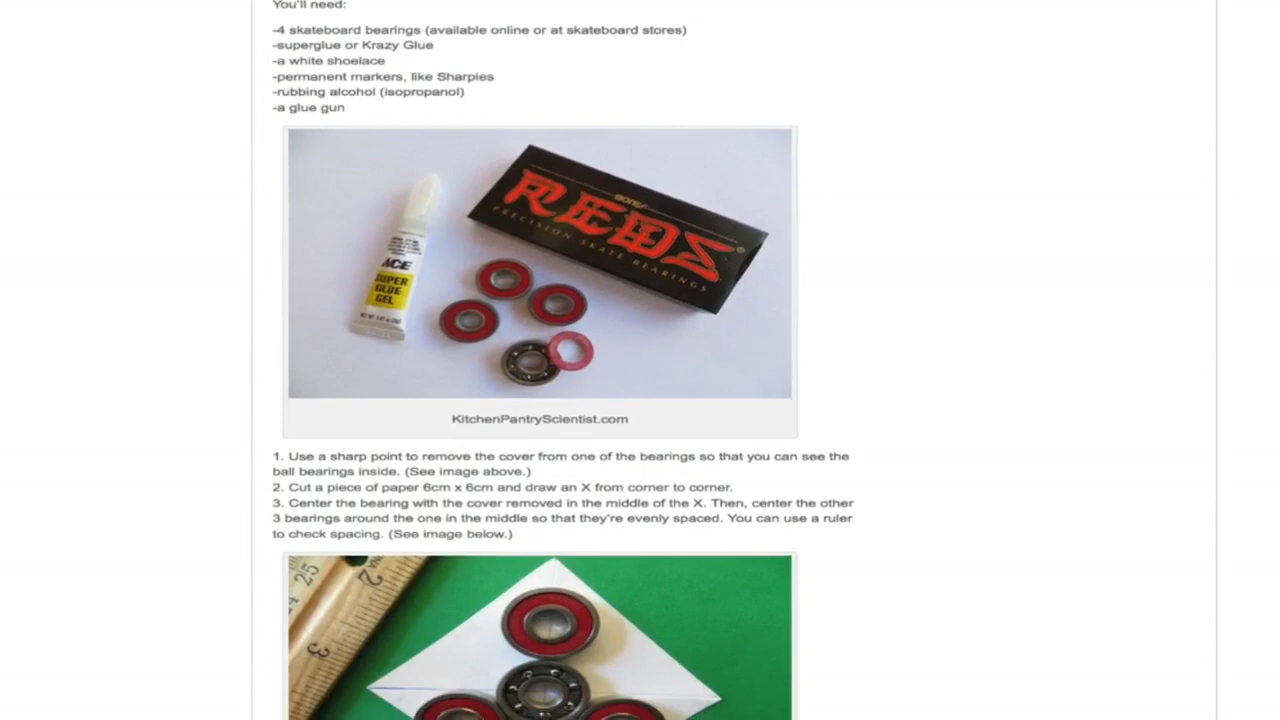 You'll need:
-4 skateboard bearings (available online or at skateboard stores)
-superglue or Krazy Glue
-a white shoelace
-permanent markers, like Sharpies
-rubbing alcohol (isopropanol)
-a glue gun
BONES
REDS®
PRECISION SKATE BEARINGS
ACE
SUPER
GLUE
GEL
KitchenPantryScientist.com
1. Use a sharp point to remove the cover from one of the bearings so that you can see the
ball bearings inside. (See image above.)
2. Cut a piece of paper 6cm x 6cm and draw an X from corner to corner.
3. Center the bearing with the cover removed in the middle of the X. Then, center the other
3 bearings around the one in the middle so that they're evenly spaced. You can use a ruler
to check spacing. (See image below.)
25
2
3